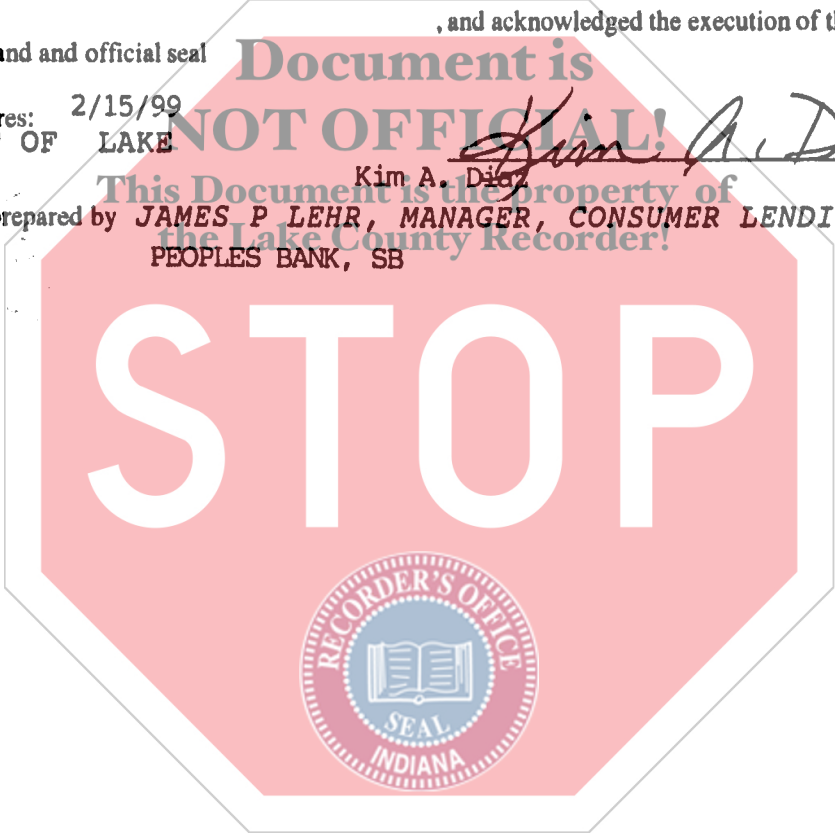 , and acknowledged the execution of th
and and official seal
Document is
res: 2/15/99
NOT OFFICIAL!
OF LAKE
Kim A. D
Kim A. Diaz
This Document is the property of
repared by JAMES P LEHR, MANAGER, CONSUMER LENDI
the Lake County Recorder!
PEOPLES BANK, SB
STOP
RECORDER'S OFFICE
SEAL
INDIANA